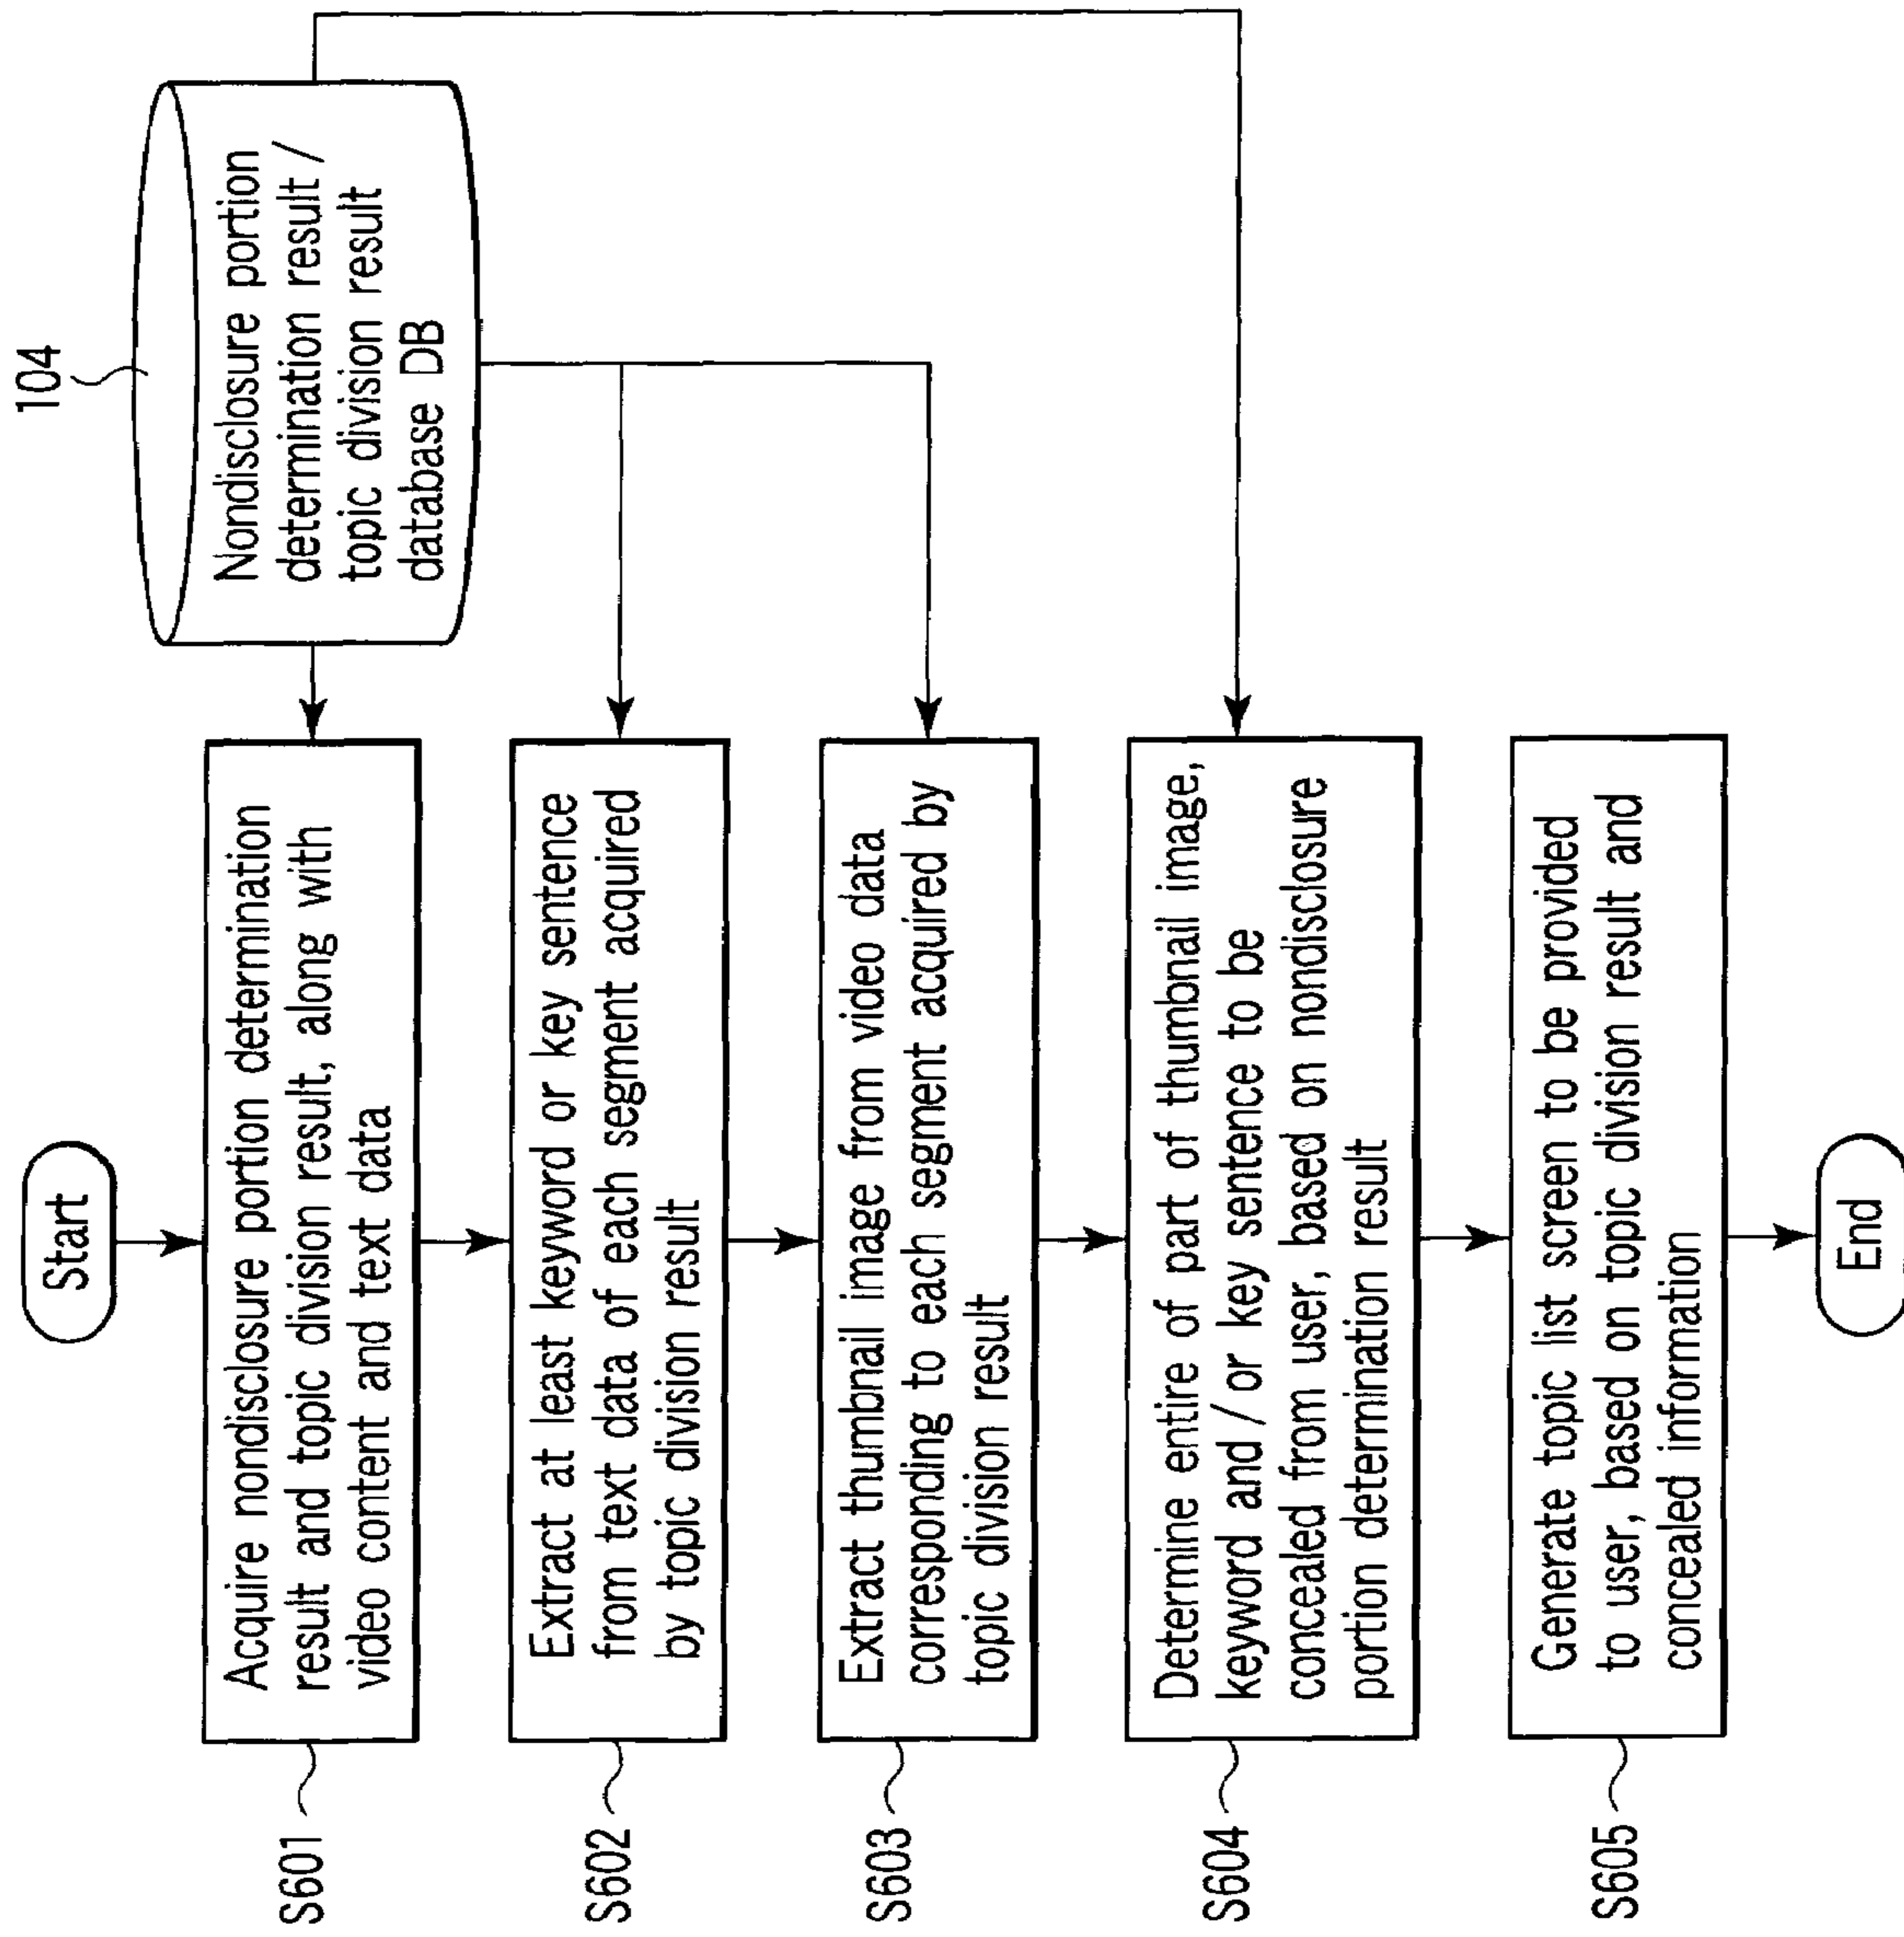 Start
104
Nondisclosure portion
determination result /
topic division result
database DB
S601
Acquire nondisclosure portion determination
result and topic division result, along with
video content and text data
S602
Extract at least keyword or key sentence
from text data of each segment acquired
by topic division result
S603
Extract thumbnail image from video data
corresponding to each segment acquired by
topic division result
S604
Determine entire of part of thumbnail image,
keyword and / or key sentence to be
concealed from user, based on nondisclosure
portion determination result
S605
Generate topic list screen to be provided
to user, based on topic division result and
concealed information
End